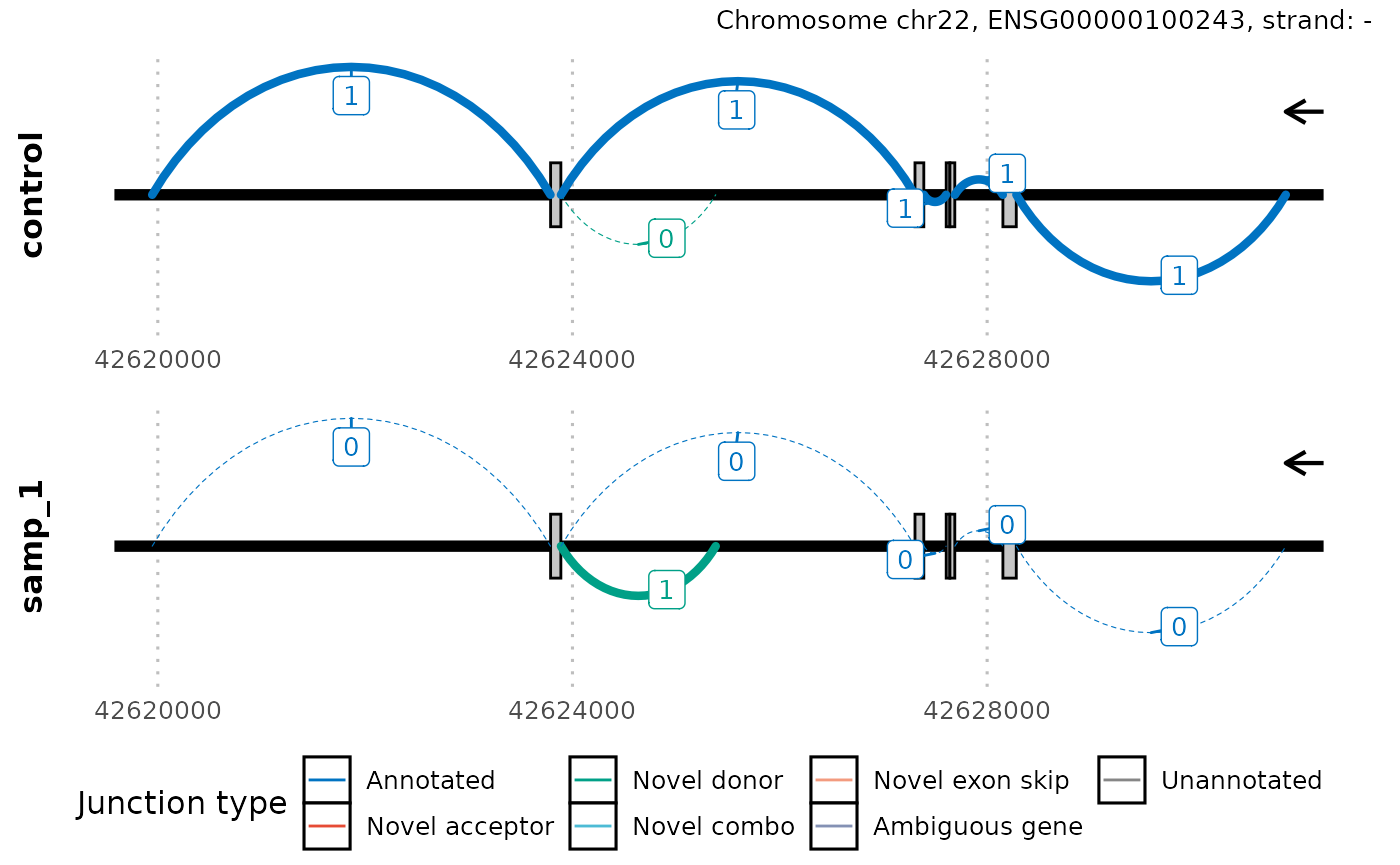 Chromosome chr22, ENSG00000100243, strand: -
control
1
1
1
1
0
1
42620000
42624000
42628000
samp_1
0
0
0
0
1
0
42620000
42624000
42628000
Junction type
Annotated
Novel donor
Novel exon skip
Unannotated
Novel acceptor
Novel combo
Ambiguous gene